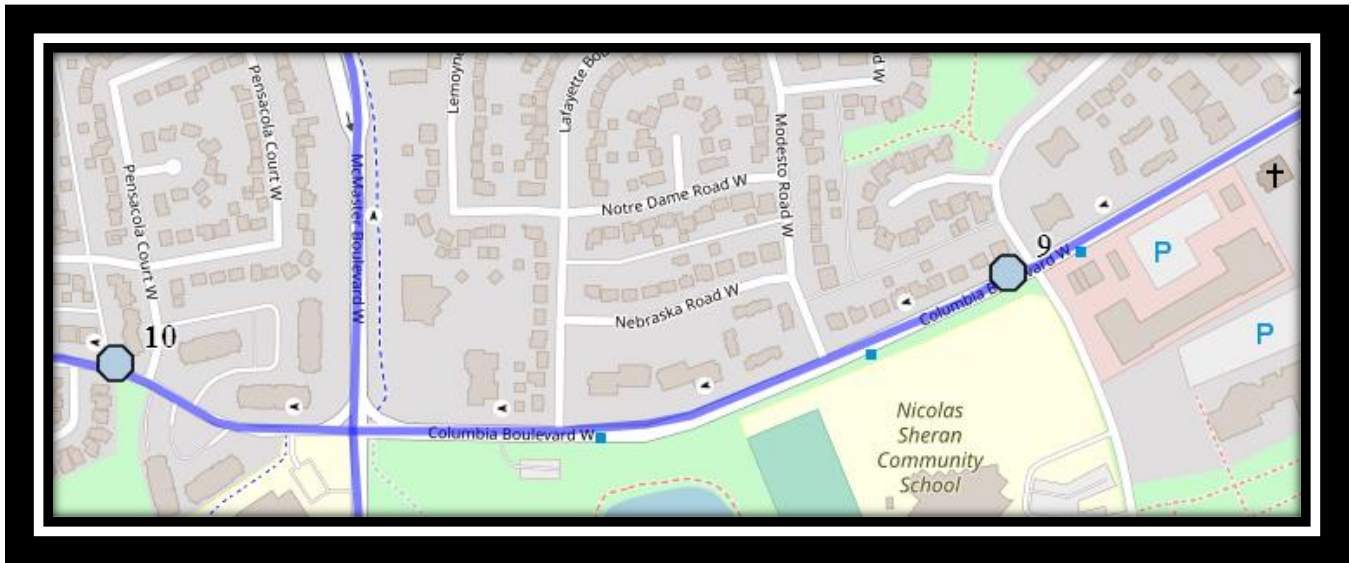 Pensacola Court W
Pensacola Court W
McMaster Boulevard W
Lemoyne
Lafayette Bou
Notre Dame Road W
Modesto Road W
d W
Nebraska Road W
9
Columbia Boulevard W
P
P
10
Columbia Boulevard W
Nicolas
Sheran
Community
School